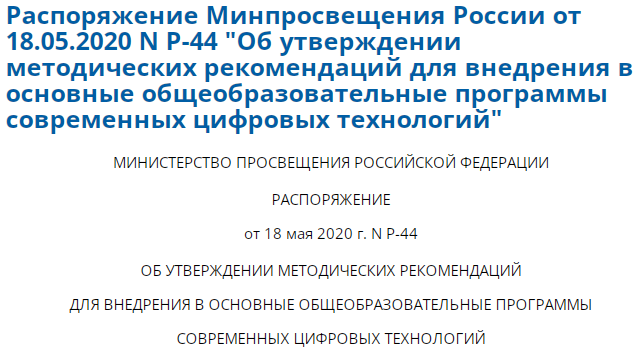 Распоряжение Минпросвещения России от
18.05.2020 N Р-44 "Об утверждении
методических рекомендаций для внедрения в
основные общеобразовательные программы
современных цифровых технологий"
МИНИСТЕРСТВО ПРОСВЕЩЕНИЯ РОССИЙСКОЙ ФЕДЕРАЦИИ
РАСПОРЯЖЕНИЕ
от 18 мая 2020 г. N Р-44
ОБ УТВЕРЖДЕНИИ МЕТОДИЧЕСКИХ РЕКОМЕНДАЦИЙ
ДЛЯ ВНЕДРЕНИЯ В ОСНОВНЫЕ ОБЩЕОБРАЗОВАТЕЛЬНЫЕ ПРОГРАММЫ
СОВРЕМЕННЫХ ЦИФРОВЫХ ТЕХНОЛОГИЙ